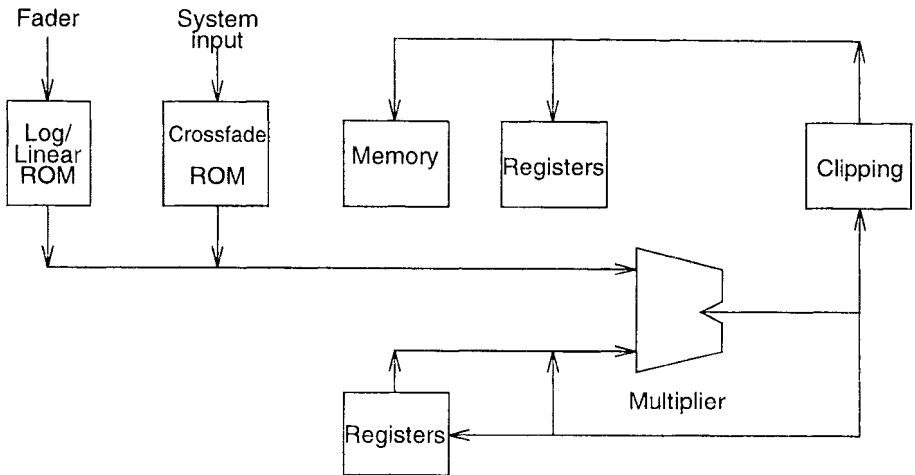 Fader
System
input
Log/
Linear
ROM
Crossfade
ROM
Memory
Registers
Clipping
Multiplier
Registers